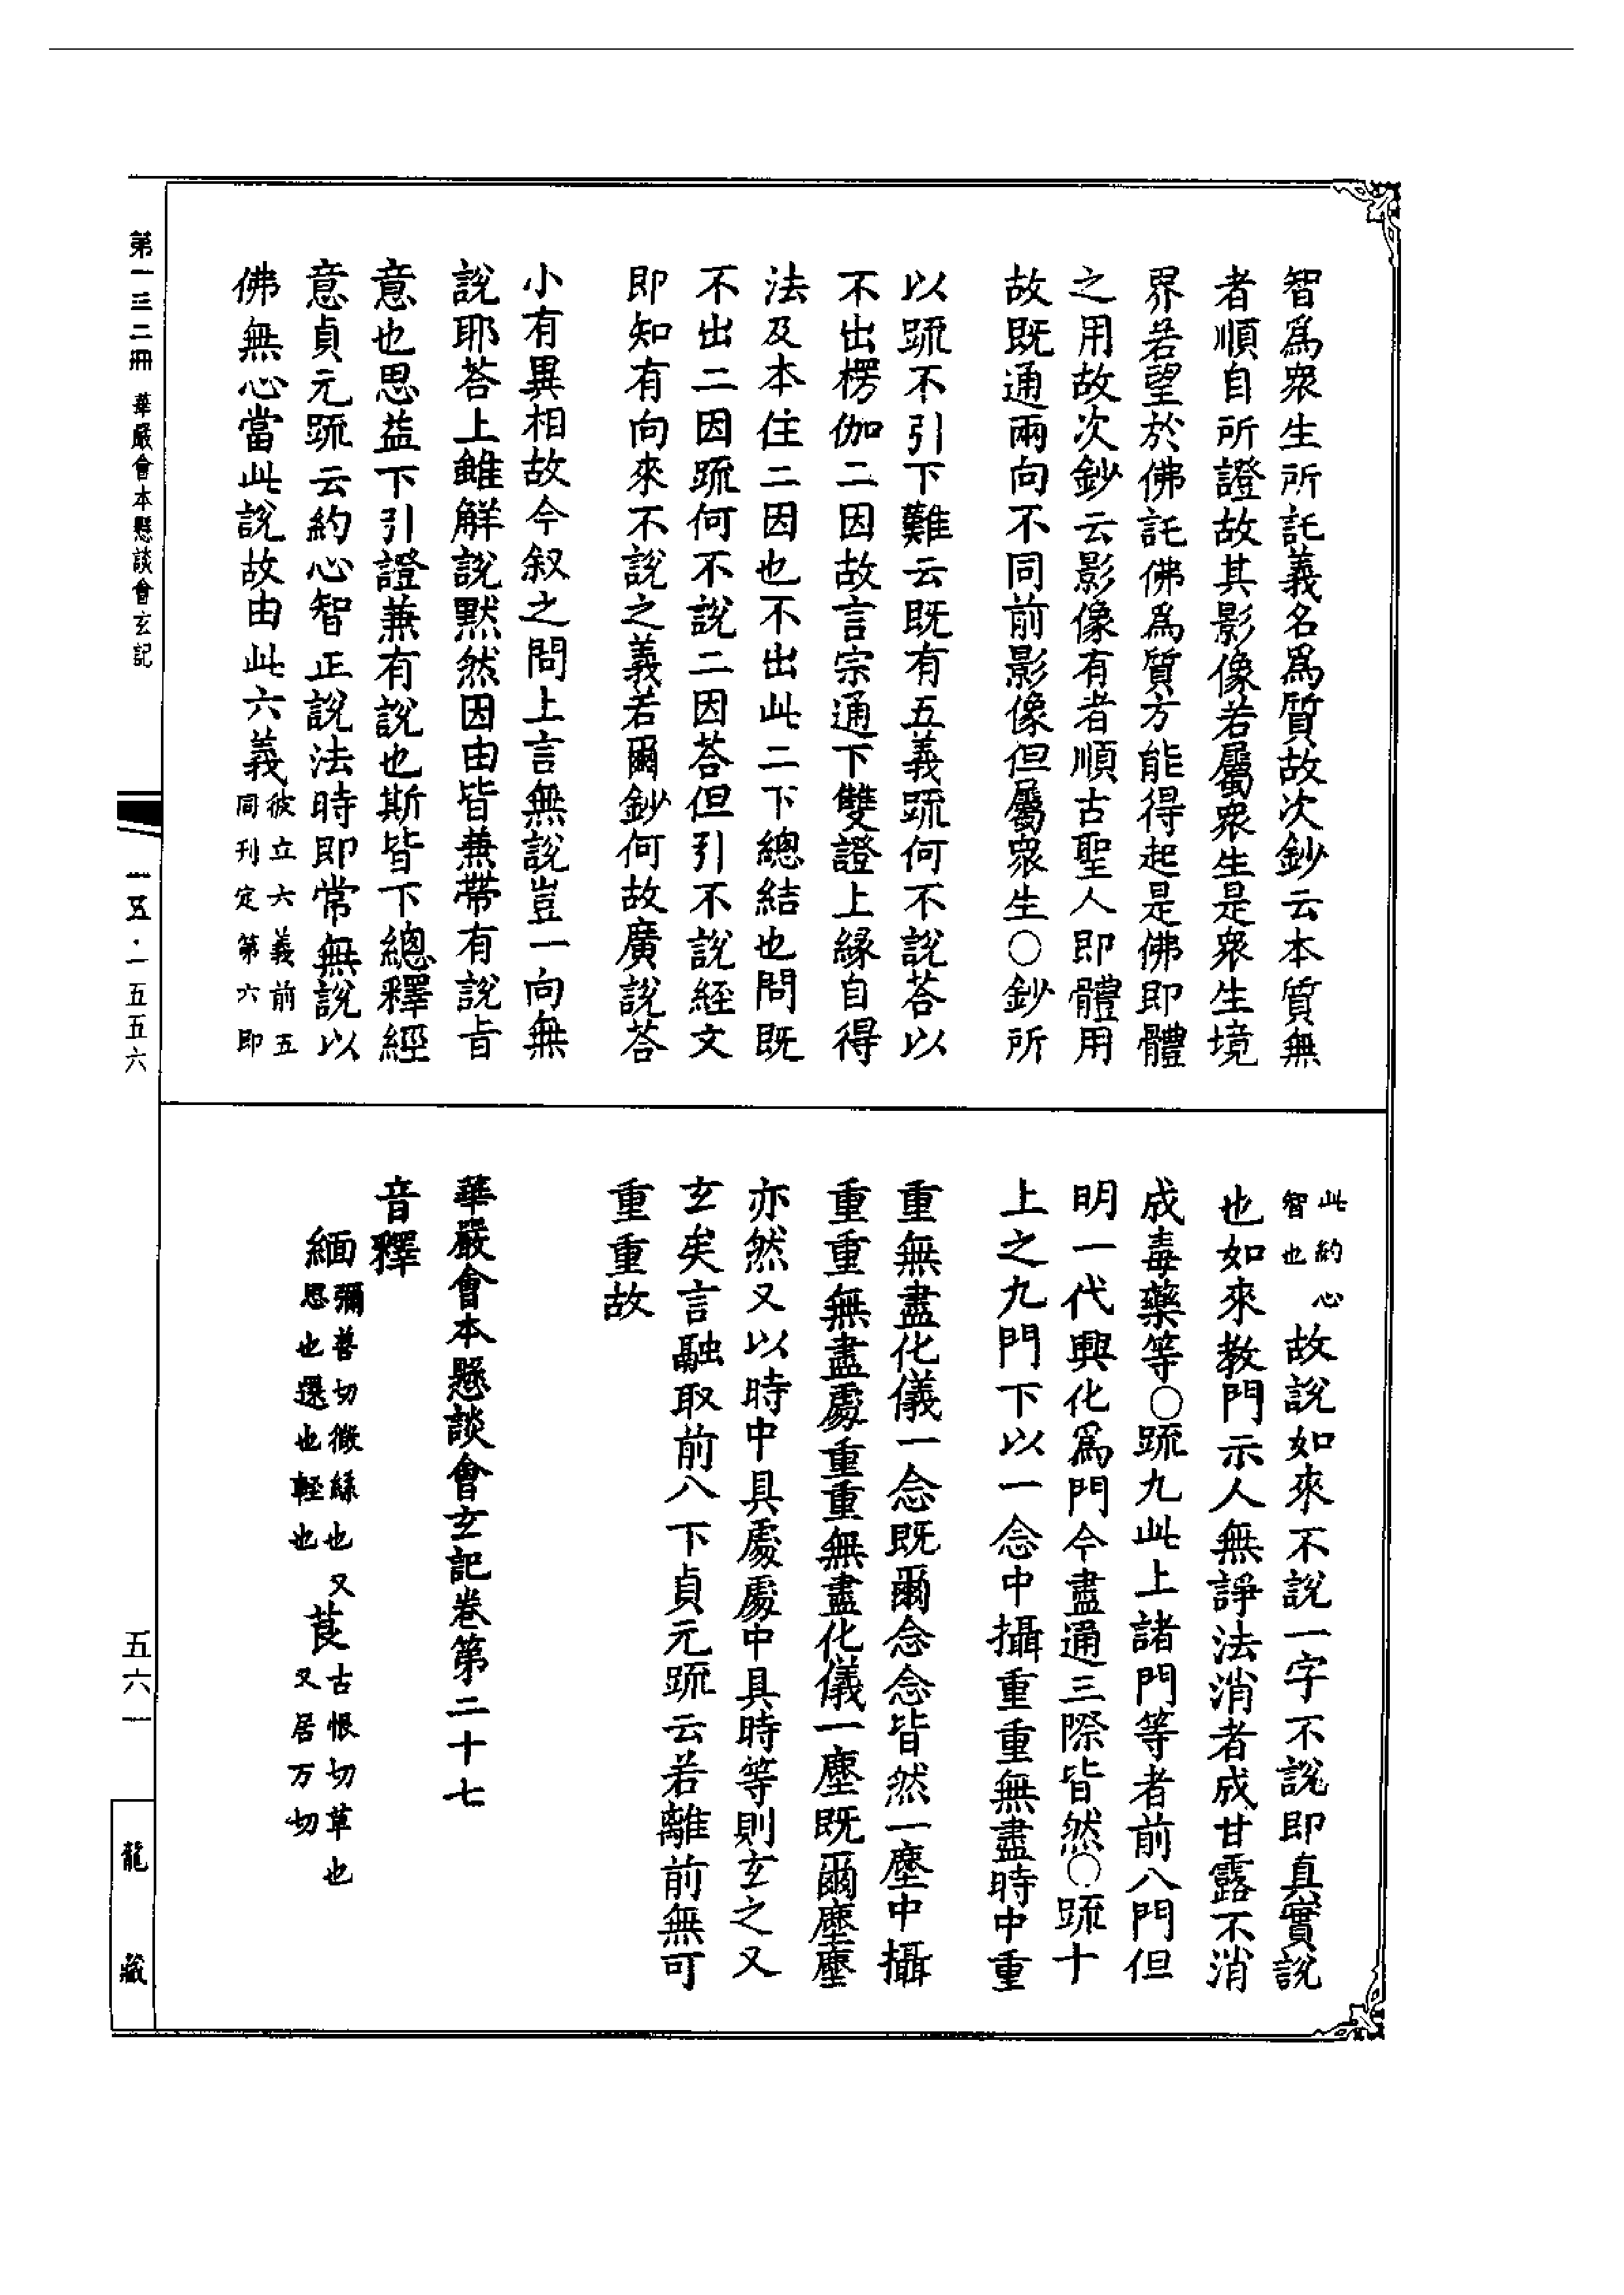 智爲衆生所託義名爲質故次鈔云本質無
者順自所證故其影像若屬衆生是衆生境
界若望於佛託佛爲質方能得起是佛即體
之用故次鈔云影像有者順古聖人即體用
故既通兩向不同前影像但屬衆生○鈔所
以䟽不引下難云既有五義䟽何不說荅以
不出楞伽二因故言宗通下雙證上緣自得
法及本住二因也不出此二下總結也問既
不出二因䟽何不說二因荅但引不說經文
即知有向來不說之義若爾鈔何故廣說荅
小有異相故今叙之問上言無說豈一向無
說耶荅上雖解說默然因由皆兼帶有說旨
意也思益下引證兼有說也斯皆下總釋經
意貞元䟽云約心智正說法時即常無說以
佛無心當此說故由此六義彼立六義前五同刊定第六即
此約心智也故說如來不說一字不說即真實說
也如來教門示人無諍法消者成甘露不消
成毒藥等○䟽九此上諸門等者前八門但
明一代興化爲門今盡通三際皆然○䟽十
上之九門下以一念中攝重重無盡時中重
重無盡化儀一念既爾念念皆然一塵中攝
重重無盡處重重無盡化儀一塵既爾塵塵
亦然又以時中具處處中具時等則玄之又
玄矣言融取前八下貞元䟽云若離前無可
重重故
華嚴會本懸談會玄記卷第二十七
音釋
緬彌善切微絲也又思也遠也輕也 茛古恨切草也又居万切
第一三二冊 華嚴會本懸談會玄記
一五五·一五五六
五六一
龍藏